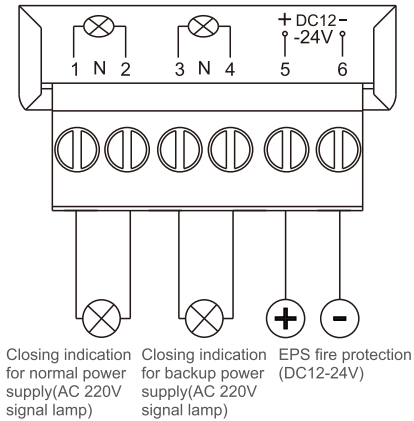 + DC12-
-24V
1 N 2 3 N 4 5 6
+ -
Closing indication
for normal power
supply(AC 220V
signal lamp)
Closing indication
for backup power
supply(AC 220V
signal lamp)
EPS fire protection
(DC12-24V)